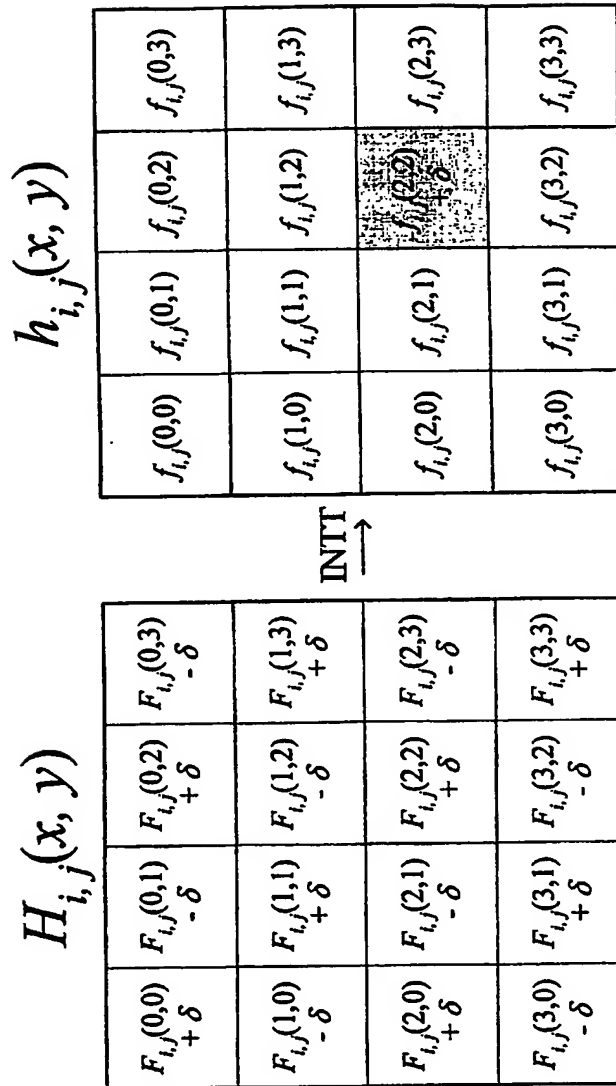 H_{i,j}(x, y)
F_{i,j}(0,0) F_{i,j}(0,1) F_{i,j}(0,2) F_{i,j}(0,3)
+ δ - δ + δ - δ
F_{i,j}(1,0) F_{i,j}(1,1) F_{i,j}(1,2) F_{i,j}(1,3)
- δ + δ - δ + δ
F_{i,j}(2,0) F_{i,j}(2,1) F_{i,j}(2,2) F_{i,j}(2,3)
+ δ - δ + δ - δ
F_{i,j}(3,0) F_{i,j}(3,1) F_{i,j}(3,2) F_{i,j}(3,3)
- δ + δ - δ + δ
INTT
→
h_{i,j}(x, y)
f_{i,j}(0,0) f_{i,j}(0,1) f_{i,j}(0,2) f_{i,j}(0,3)
f_{i,j}(1,0) f_{i,j}(1,1) f_{i,j}(1,2) f_{i,j}(1,3)
f_{i,j}(2,0) f_{i,j}(2,1) f_{i,j}(2,2) f_{i,j}(2,3)
+ δ
f_{i,j}(3,0) f_{i,j}(3,1) f_{i,j}(3,2) f_{i,j}(3,3)